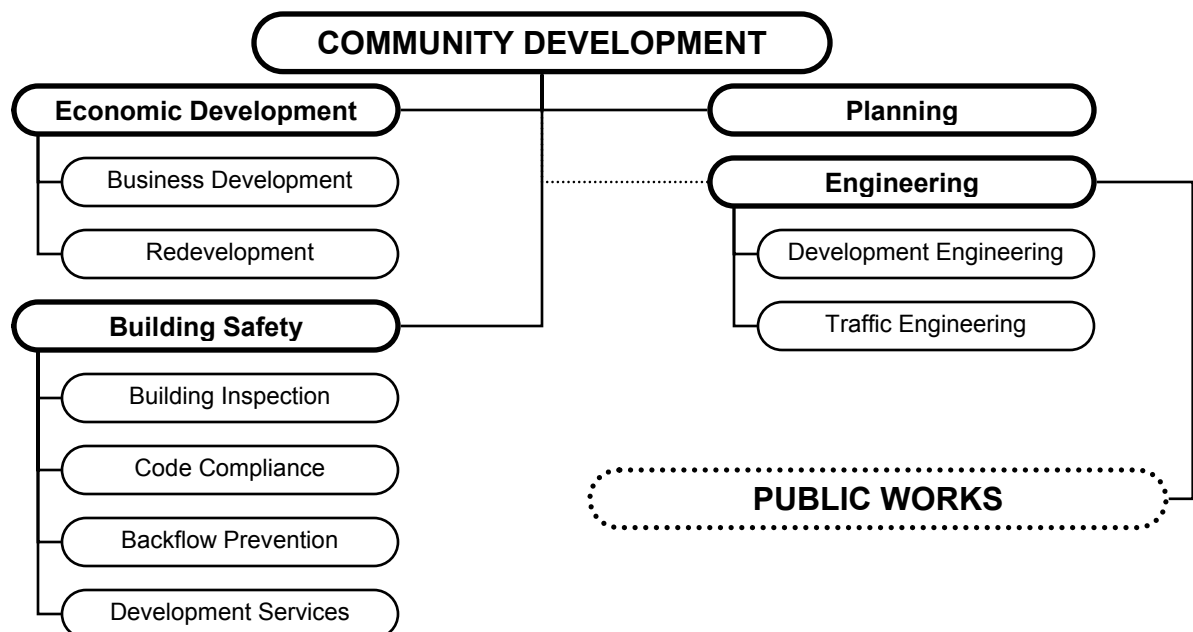 COMMUNITY DEVELOPMENT
Economic Development
Business Development
Redevelopment
Building Safety
Building Inspection
Code Compliance
Backflow Prevention
Development Services
Planning
Engineering
Development Engineering
Traffic Engineering
PUBLIC WORKS